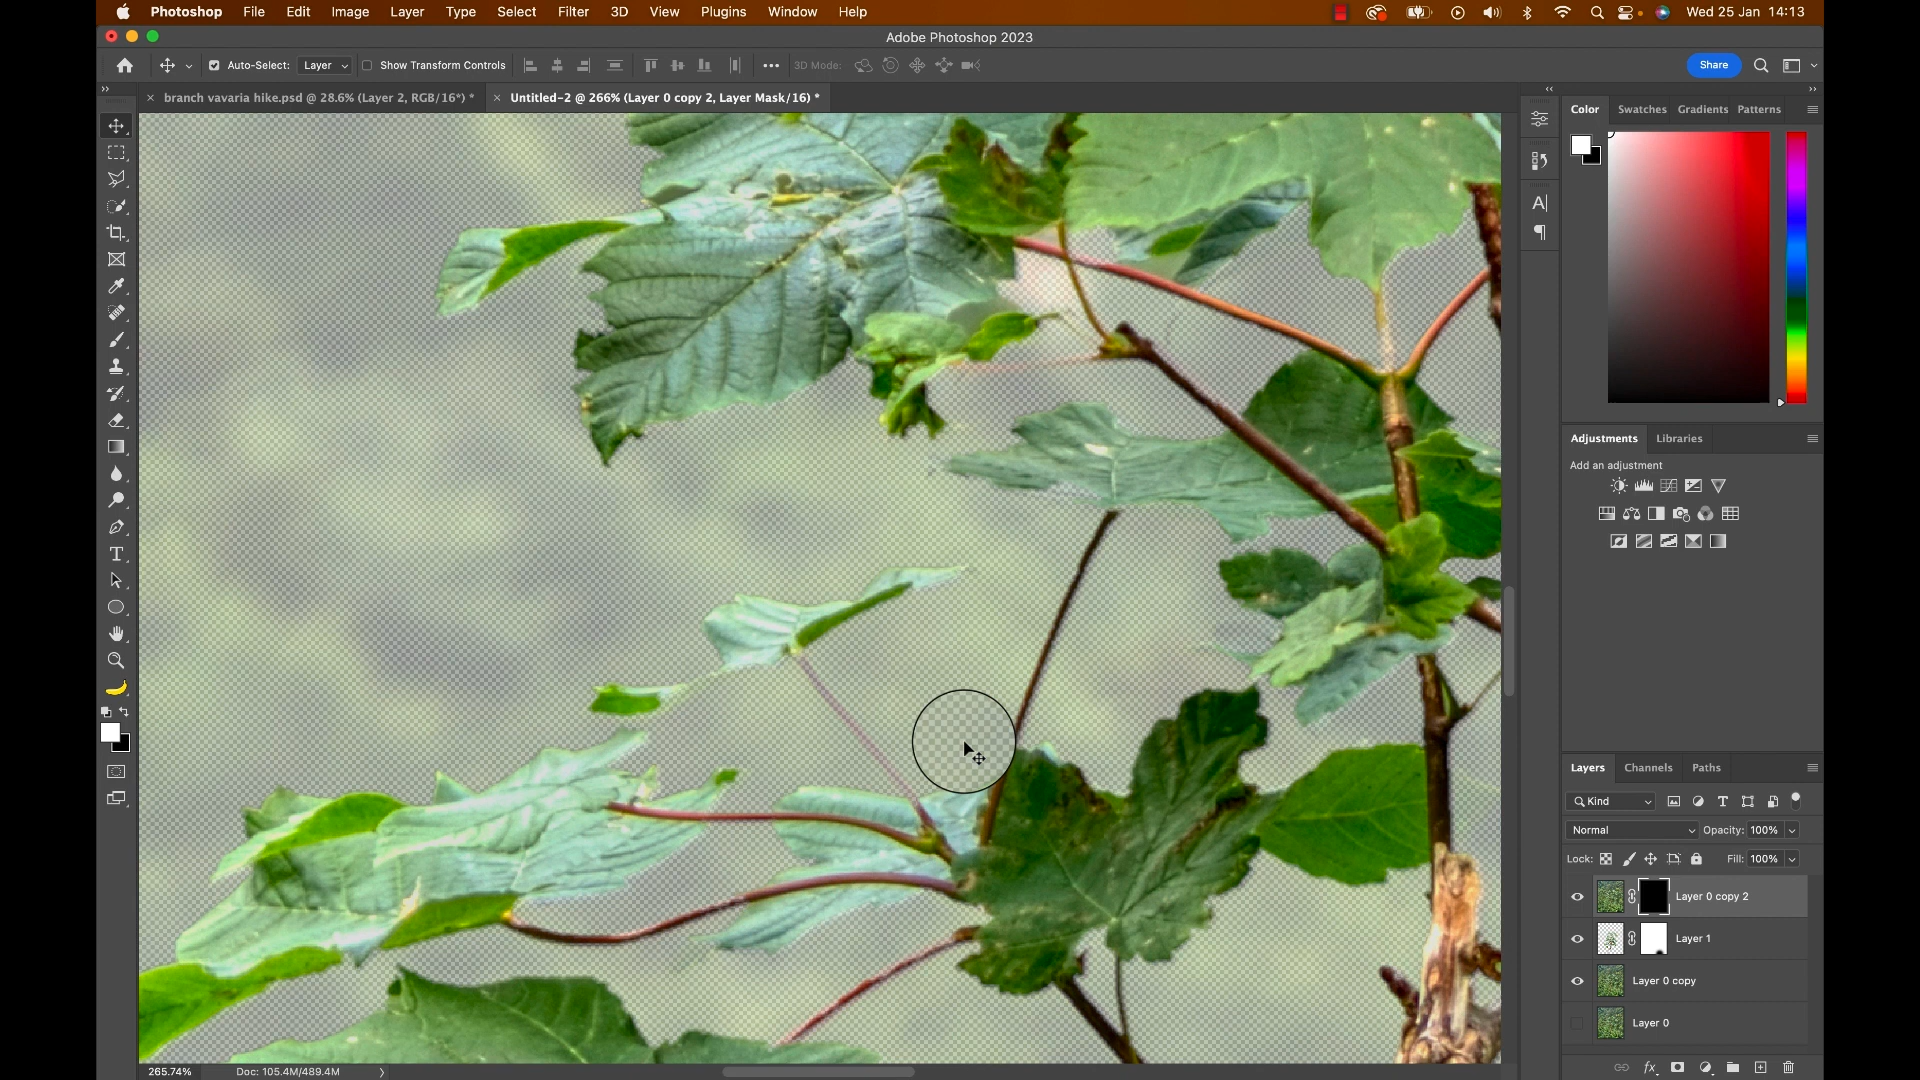 Photoshop File Edit Image Layer Type Select Filter 3D View Plugins Window Help Wed 25 Jan 14:13
Adobe Photoshop 2023
Auto-Select: Layer Show Transform Controls 3D Mode: Share
branch vavaria hike.psd @ 28.6% (Layer 2, RGB/16*) * Untitled-2 @ 266% (Layer 0 copy 2, Layer Mask/16) *
Color Swatches Gradients Patterns
Adjustments Libraries
Add an adjustment
Layers Channels Paths
Kind
Normal Opacity: 100%
Lock: Fill: 100%
Layer 0 copy 2
Layer 1
Layer 0 copy
Layer 0
265.74% Doc: 105.4M/489.4M